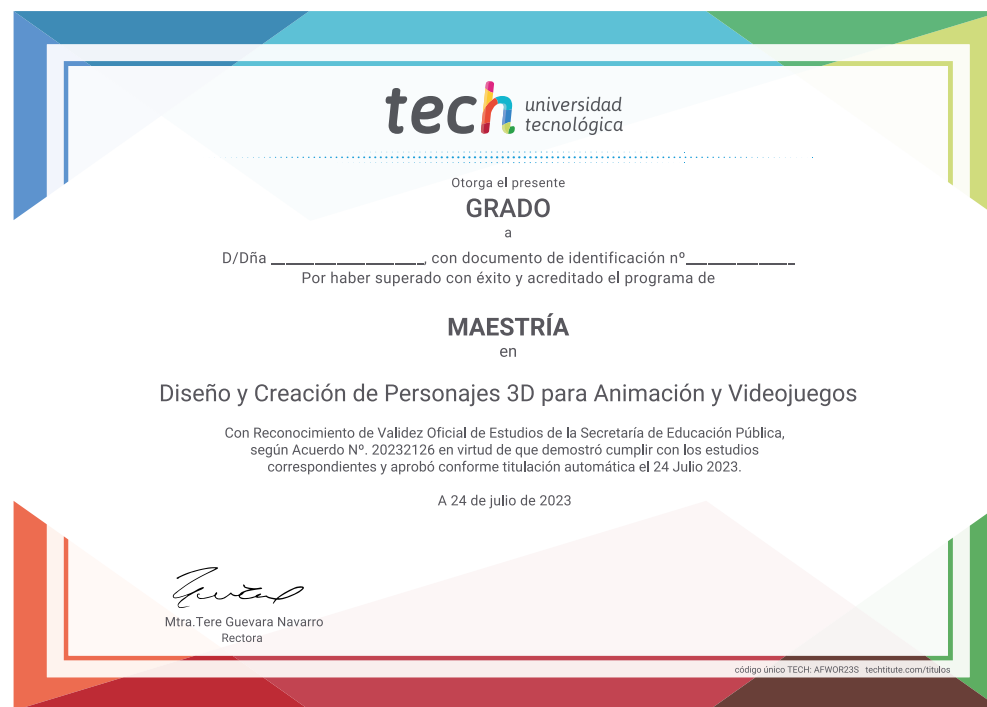 tech universidad
tecnológica
Otorga el presente
GRADO
a
D/Dña ____________________, con documento de identificación nº______________
Por haber superado con éxito y acreditado el programa de
MAESTRÍA
en
Diseño y Creación de Personajes 3D para Animación y Videojuegos
Con Reconocimiento de Validez Oficial de Estudios de la Secretaría de Educación Pública,
según Acuerdo Nº. 20232126 en virtud de que demostró cumplir con los estudios
correspondientes y aprobó conforme titulación automática el 24 Julio 2023.
A 24 de julio de 2023
Mtra.Tere Guevara Navarro
Rectora
código único TECH: AFWOR23S techtitute.com/titulos